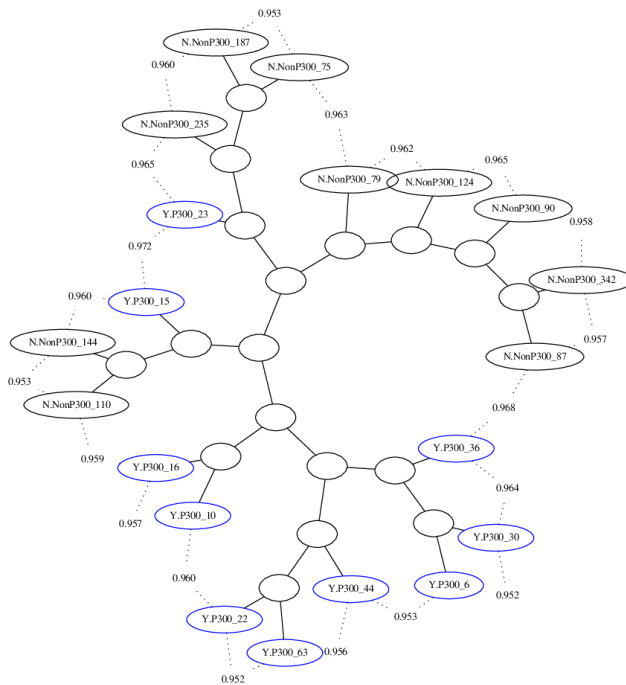 0.953
N.NonP300_187
0.960
N.NonP300_75
0.963
N.NonP300_235
0.962
0.965
0.965
N.NonP300_79
N.NonP300_124
N.NonP300_90
Y.P300_23
0.958
0.972
N.NonP300_342
0.960
Y.P300_15
0.957
N.NonP300_144
N.NonP300_87
0.953
N.NonP300_110
0.968
Y.P300_36
0.959
Y.P300_16
0.964
Y.P300_10
0.957
Y.P300_30
0.960
Y.P300_6
Y.P300_44
0.952
0.953
Y.P300_22
Y.P300_63
0.956
0.952